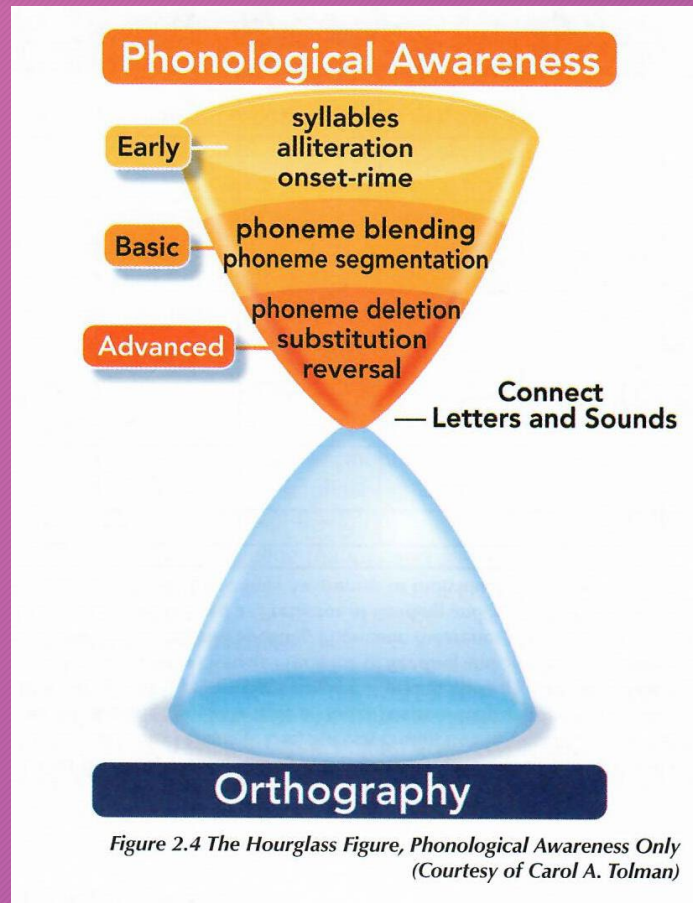 Phonological Awareness
Early
syllables
alliteration
onset-rime
Basic
phoneme blending
phoneme segmentation
Advanced
phoneme deletion
substitution
reversal
Connect
— Letters and Sounds
Orthography
Figure 2.4 The Hourglass Figure, Phonological Awareness Only
(Courtesy of Carol A. Tolman)